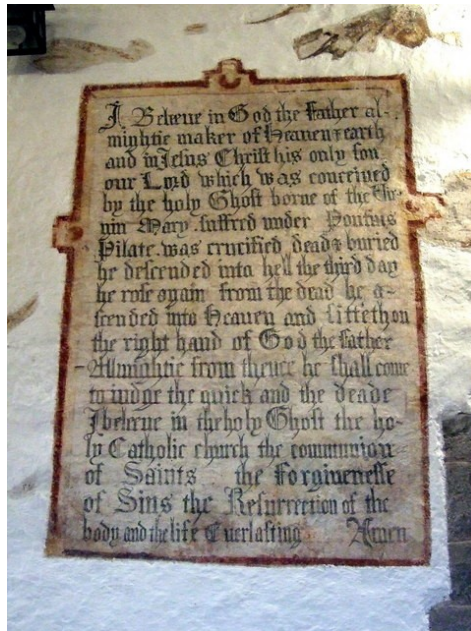 I Beleeue in God the Father al-
mightie maker of Heauen & earth
and in Jesus Christ his only son
our Lord which was conceiued
by the holy Ghost borne of the Vir-
gin Mary suffred under Pontius
Pilate was crucified dead & buried
he descended into hell the third day
he rose again from the dead he a-
scended into Heauen and sitteth on
the right hand of God the Father
Allmightie from thence he shall come
to iudge the quick and the deade
I beleeue in the holy Ghost the ho-
ly Catholic church the communion
of Saints the Forgiuenesse
of Sins the Resurrection of the
body and the life Euerlasting Amen